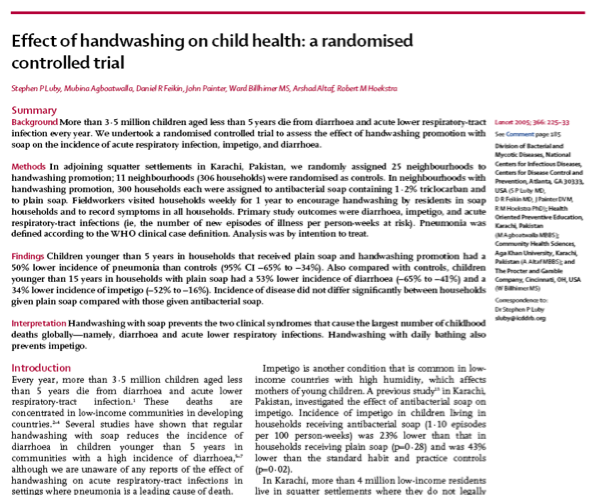 Effect of handwashing on child health: a randomised
controlled trial
Stephen P Luby, Mubina Agboatwalla, Daniel R Feikin, John Painter, Ward Billhimer MS, Arshad Altaf, Robert M Hoekstra
Summary
Background More than 3·5 million children aged less than 5 years die from diarrhoea and acute lower respiratory-tract
infection every year. We undertook a randomised controlled trial to assess the effect of handwashing promotion with
soap on the incidence of acute respiratory infection, impetigo, and diarrhoea.
Methods In adjoining squatter settlements in Karachi, Pakistan, we randomly assigned 25 neighbourhoods to
handwashing promotion; 11 neighbourhoods (306 households) were randomised as controls. In neighbourhoods with
handwashing promotion, 300 households each were assigned to antibacterial soap containing 1·2% triclocarban and
to plain soap. Fieldworkers visited households weekly for 1 year to encourage handwashing by residents in soap
households and to record symptoms in all households. Primary study outcomes were diarrhoea, impetigo, and acute
respiratory-tract infections (ie, the number of new episodes of illness per person-weeks at risk). Pneumonia was
defined according to the WHO clinical case definition. Analysis was by intention to treat.
Findings Children younger than 5 years in households that received plain soap and handwashing promotion had a
50% lower incidence of pneumonia than controls (95% CI –65% to –34%). Also compared with controls, children
younger than 15 years in households with plain soap had a 53% lower incidence of diarrhoea (–65% to –41%) and a
34% lower incidence of impetigo (–52% to –16%). Incidence of disease did not differ significantly between households
given plain soap compared with those given antibacterial soap.
Interpretation Handwashing with soap prevents the two clinical syndromes that cause the largest number of childhood
deaths globally—namely, diarrhoea and acute lower respiratory infections. Handwashing with daily bathing also
prevents impetigo.
Lancet 2005; 366: 225–33
See Comment page 185
Division of Bacterial and
Mycotic Diseases, National
Centers for Infectious Diseases,
Centers for Disease Control and
Prevention, Atlanta, GA 30333,
USA (S P Luby MD,
D R Feikin MD, J Painter DVM,
R M Hoekstra PhD); Health
Oriented Preventive Education,
Karachi, Pakistan
(M Agboatwalla MBBS); and
Community Health Sciences,
Aga Khan University, Karachi,
Pakistan (A Altaf MBBS); and
The Procter and Gamble
Company, Cincinnati, OH, USA
(W Billhimer MS)
Correspondence to:
Dr Stephen P Luby
sluby@icddrb.org
Introduction
Every year, more than 3·5 million children aged less
than 5 years die from diarrhoea and acute lower
respiratory-tract infection.1 These deaths are
concentrated in low-income communities in developing
countries.2–4 Several studies have shown that regular
handwashing with soap reduces the incidence of
diarrhoea in children younger than 5 years in
communities with a high incidence of diarrhoea,
although we are unaware of any reports of the effect of
handwashing on acute respiratory-tract infections in
settings where pneumonia is a leading cause of death.
Impetigo is another condition that is common in low-
income countries with high humidity, which affects
mothers of young children. A previous study in Karachi,
Pakistan, investigated the effect of antibacterial soap on
impetigo. Incidence of impetigo in children living in
households receiving antibacterial soap (1·10 episodes
per 100 person-weeks) was 23% lower than that in
households receiving plain soap (p=0·28) and was 43%
lower than the standard habit and practice controls
(p=0·02).
In Karachi, more than 4 million low-income residents
live in squatter settlements where they do not legally